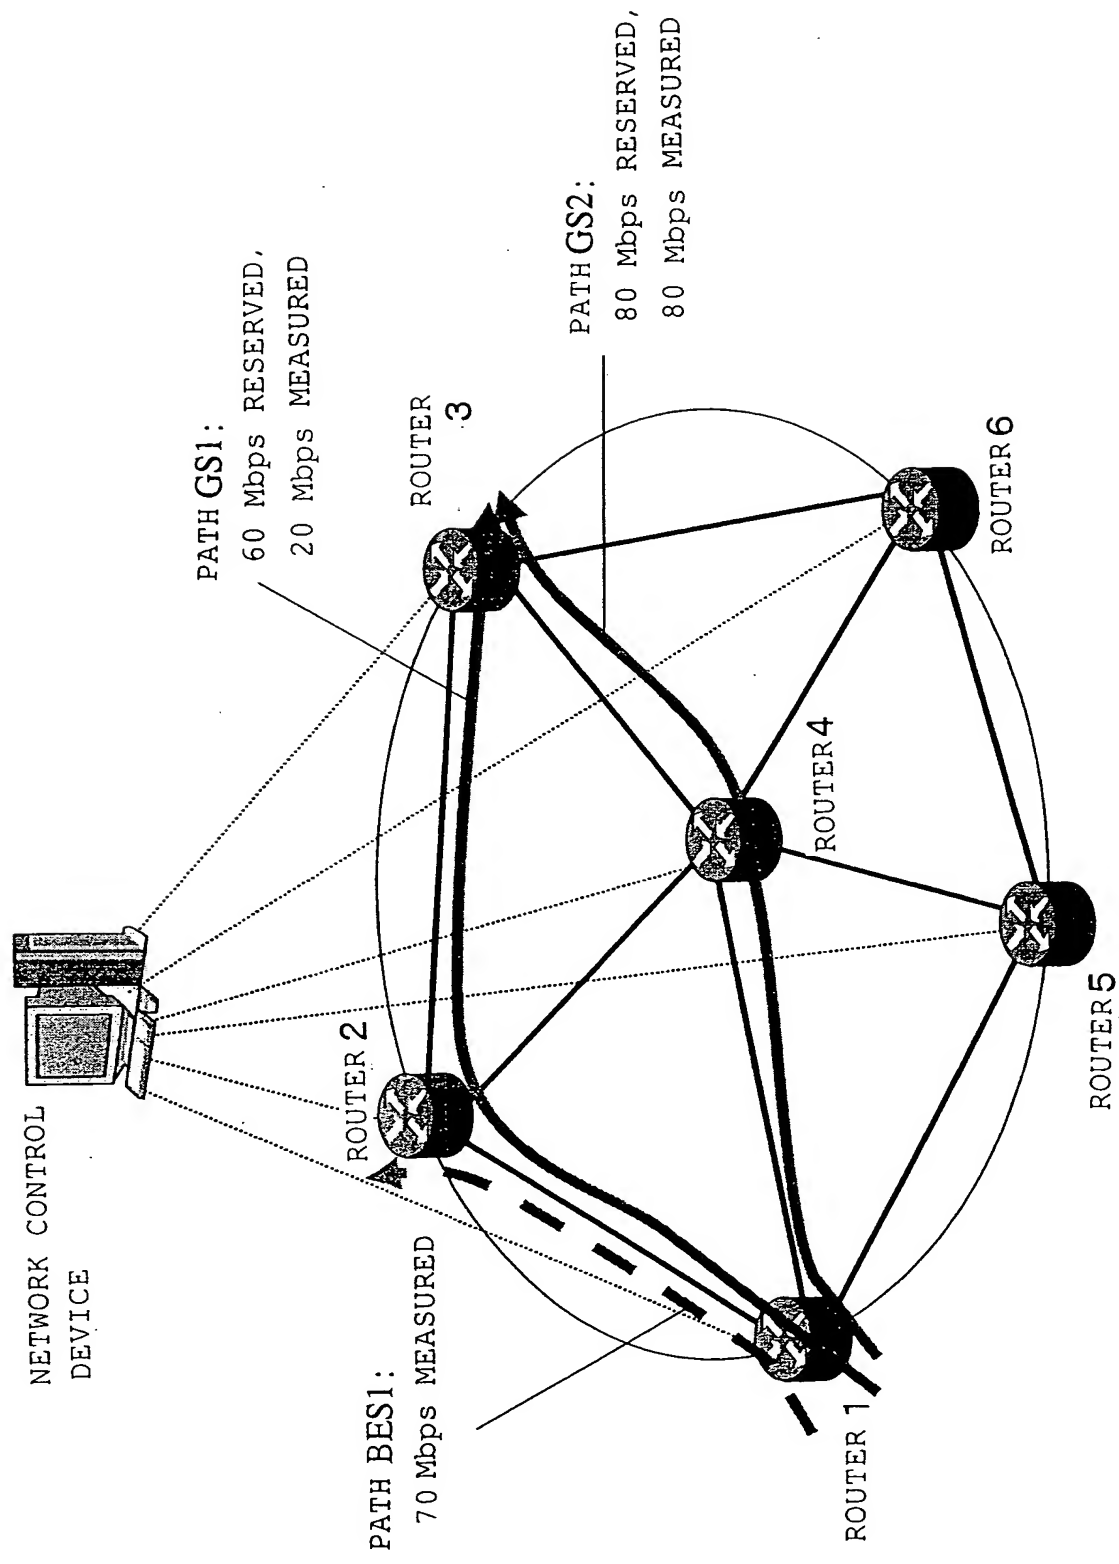 NETWORK CONTROL
DEVICE
PATH GS1:
60 Mbps RESERVED,
20 Mbps MEASURED
PATH BES1:
70 Mbps MEASURED
ROUTER 2
ROUTER
3
PATH GS2:
80 Mbps RESERVED,
80 Mbps MEASURED
ROUTER 4
ROUTER 1
ROUTER 5
ROUTER 6